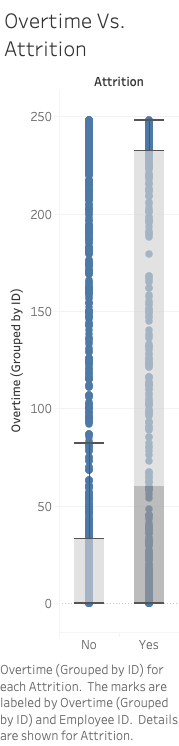 Overtime Vs.
Attrition
Attrition
250
200
150
100
50
0
Overtime (Grouped by ID)
No
Yes
Overtime (Grouped by ID) for
each Attrition.  The marks are
labeled by Overtime (Grouped
by ID) and Employee ID.  Details
are shown for Attrition.